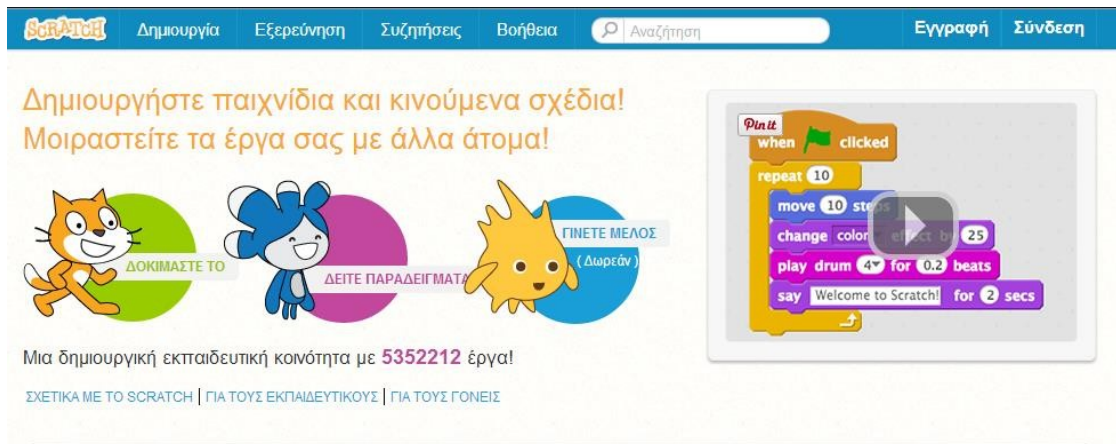 SCRATCH Δημιουργία Εξερεύνηση Συζητήσεις Βοήθεια Αναζήτηση Εγγραφή Σύνδεση
Δημιουργήστε παιχνίδια και κινούμενα σχέδια!
Μοιραστείτε τα έργα σας με άλλα άτομα!
ΔΟΚΙΜΑΣΤΕ ΤΟ
ΔΕΙΤΕ ΠΑΡΑΔΕΙΓΜΑΤΑ
ΓΙΝΕΤΕ ΜΕΛΟΣ
( Δωρεάν )
Μια δημιουργική εκπαιδευτική κοινότητα με 5352212 έργα!
ΣΧΕΤΙΚΑ ΜΕ ΤΟ SCRATCH | ΓΙΑ ΤΟΥΣ ΕΚΠΑΙΔΕΥΤΙΚΟΥΣ | ΓΙΑ ΤΟΥΣ ΓΟΝΕΙΣ
Pin it
when clicked
repeat 10
move 10 steps
change color effect by 25
play drum 4 for 0.2 beats
say Welcome to Scratch! for 2 secs